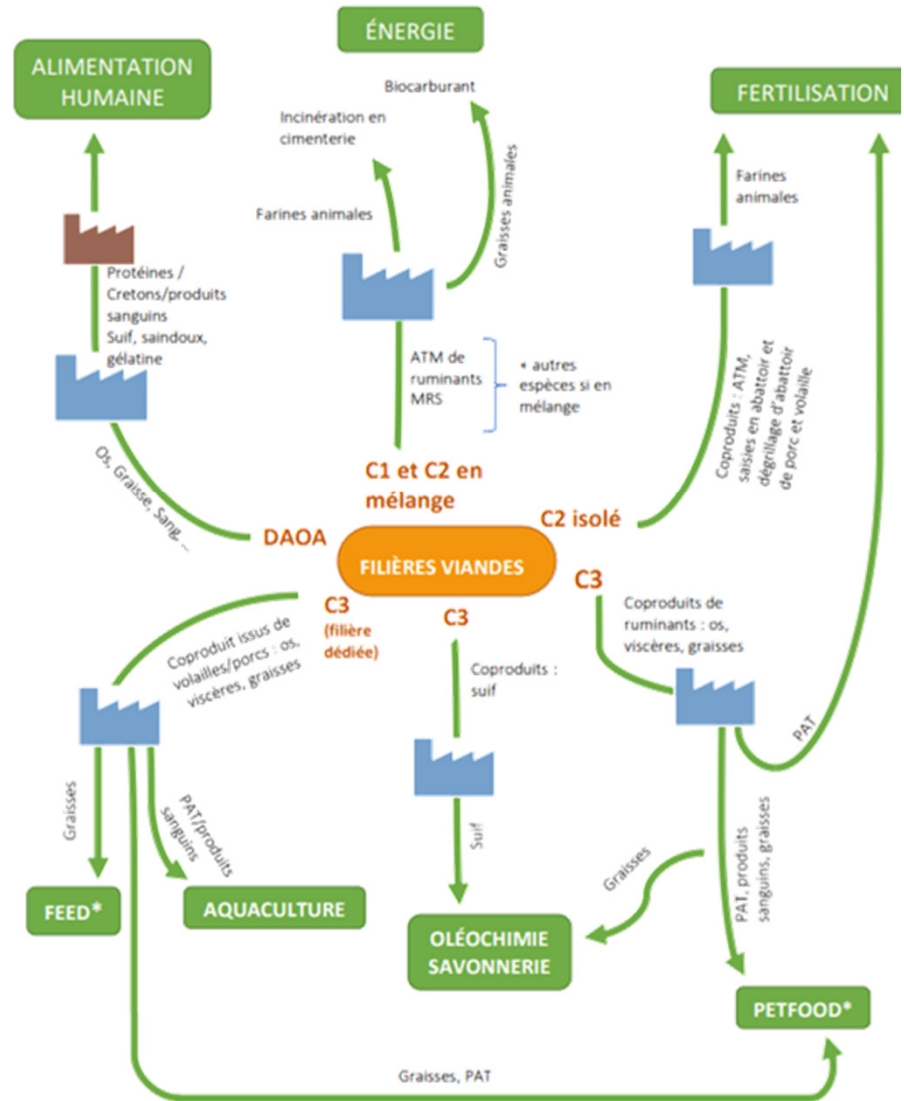 ÉNERGIE
ALIMENTATION
HUMAINE
FERTILISATION
Biocarburant
Incinération en
cimenterie
Graisses animales
Farines animales
Farines
animales
Protéines /
Cretons/produits
sanguins
Suif, saindoux,
gélatine
ATM de
ruminants
MRS
+ autres
espèces si en
mélange
Coproduits : ATM,
saisies en abattoir et
dégrillage d'abattoir
de porc et volaille
Os, Graisse, Sang, ...
C1 et C2 en
mélange
C2 isolé
DAOA
FILIÈRES VIANDES
C3
C3
(filière
dédiée)
C3
Coproduits de
ruminants : os,
viscères, graisses
Coproduit issus de
volailles/porcs : os,
viscères, graisses
Coproduits :
suif
PAT
Graisses
PAT/produits
sanguins
Suif
Graisses
PAT, produits
sanguins, graisses
FEED*
AQUACULTURE
OLÉOCHIMIE
SAVONNERIE
PETFOOD*
Graisses, PAT